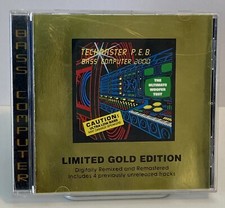 BASS COMPUTER
TECHMASTER P.E.B.
BASS COMPUTER 2000
THE ULTIMATE
WOOFER
TEST
CAUTION:
LIMITED GOLD EDITION
Digitally Remixed and Remastered
Includes 4 previously unreleased tracks